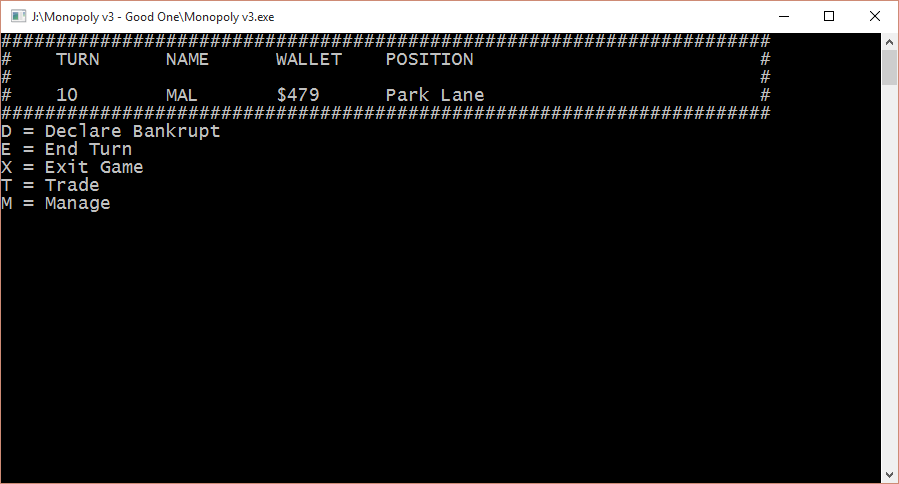 J:\Monopoly v3 - Good One\Monopoly v3.exe
######################################################################
#    TURN      NAME      WALLET    POSITION                          #
#                                                                    #
#    10        MAL       $479      Park Lane                         #
######################################################################
D = Declare Bankrupt
E = End Turn
X = Exit Game
T = Trade
M = Manage